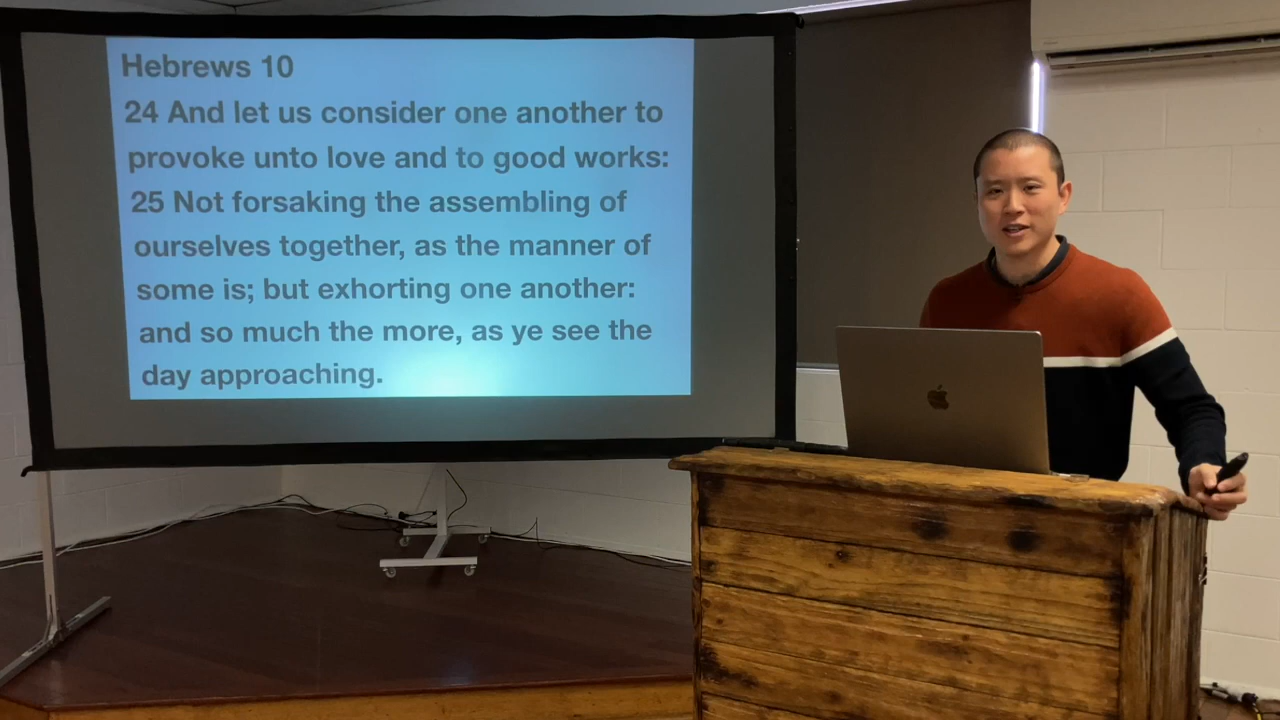 Hebrews 10
24 And let us consider one another to
provoke unto love and to good works:
25 Not forsaking the assembling of
ourselves together, as the manner of
some is; but exhorting one another:
and so much the more, as ye see the
day approaching.